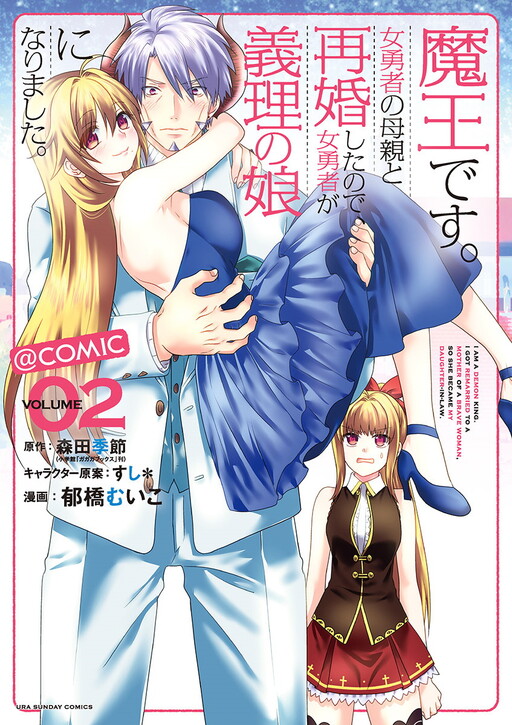 魔王です。
女勇者の母親と
再婚したので、
女勇者が
義理の娘
に
なりました。
@COMIC
VOLUME
02
原作：森田季節
(小学館「ガガガブックス」刊)
キャラクター原案：すし*
漫画：郁橋むいこ
I AM A DEMON KING.
I GOT REMARRIED TO A
MOTHER OF A BRAVE WOMAN,
SO SHE BECAME MY
DAUGHTER-IN-LAW.
URA SUNDAY COMICS